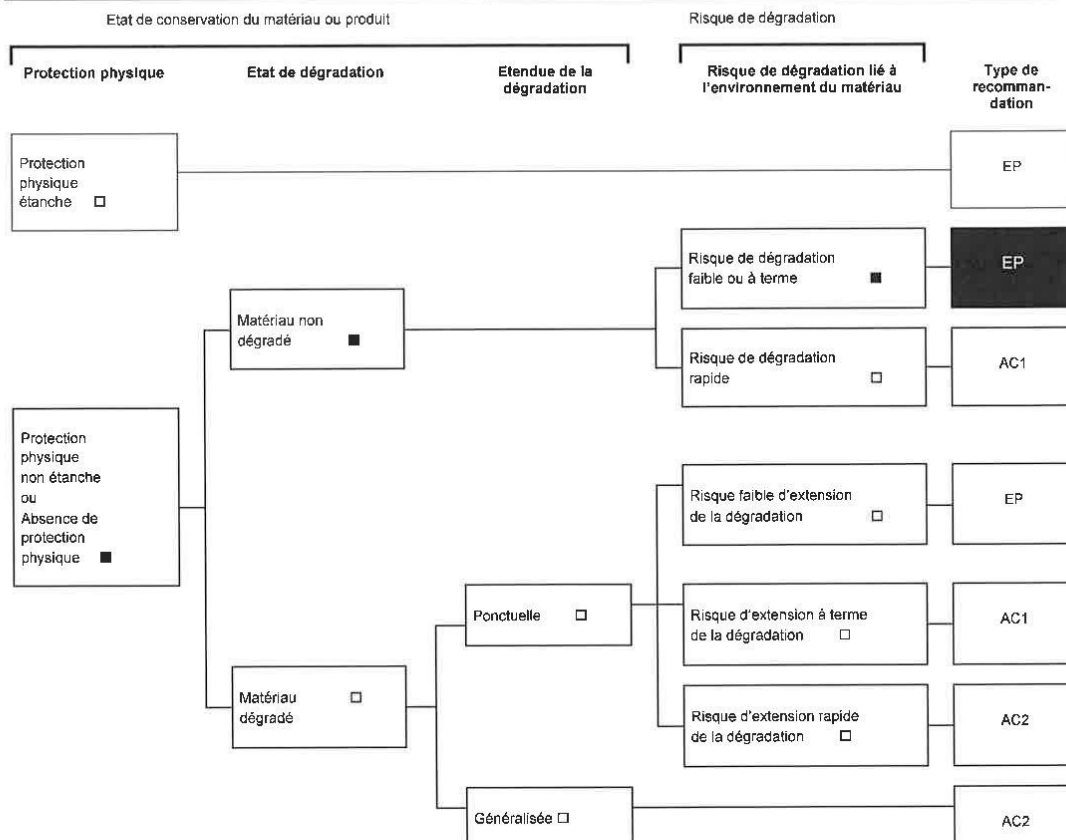 Etat de conservation du matériau ou produit
Risque de dégradation
Protection physique
Etat de dégradation
Etendue de la
dégradation
Risque de dégradation lié à
l'environnement du matériau
Type de
recomman-
dation
Protection
physique
étanche
EP
Risque de dégradation
faible ou à terme
EP
Matériau non
dégradé
Risque de dégradation
rapide
AC1
Protection
physique
non étanche
ou
Absence de
protection
physique
Risque faible d'extension
de la dégradation
EP
Ponctuelle
Risque d'extension à terme
de la dégradation
AC1
Matériau
dégradé
Risque d'extension rapide
de la dégradation
AC2
Généralisée
AC2